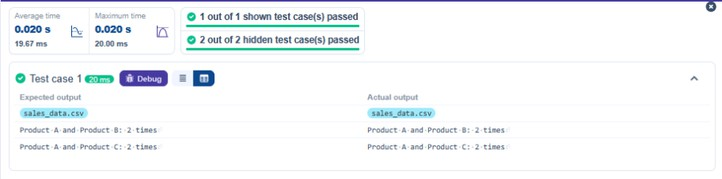 Average time
0.020 s
19.67 ms
Maximum time
0.020 s
20.00 ms
1 out of 1 shown test case(s) passed
2 out of 2 hidden test case(s) passed
Test case 1 20 ms Debug
Expected output
Actual output
sales_data.csv
sales_data.csv
Product·A·and·Product·B:·2·times
Product·A·and·Product·B:·2·times
Product·A·and·Product·C:·2·times
Product·A·and·Product·C:·2·times